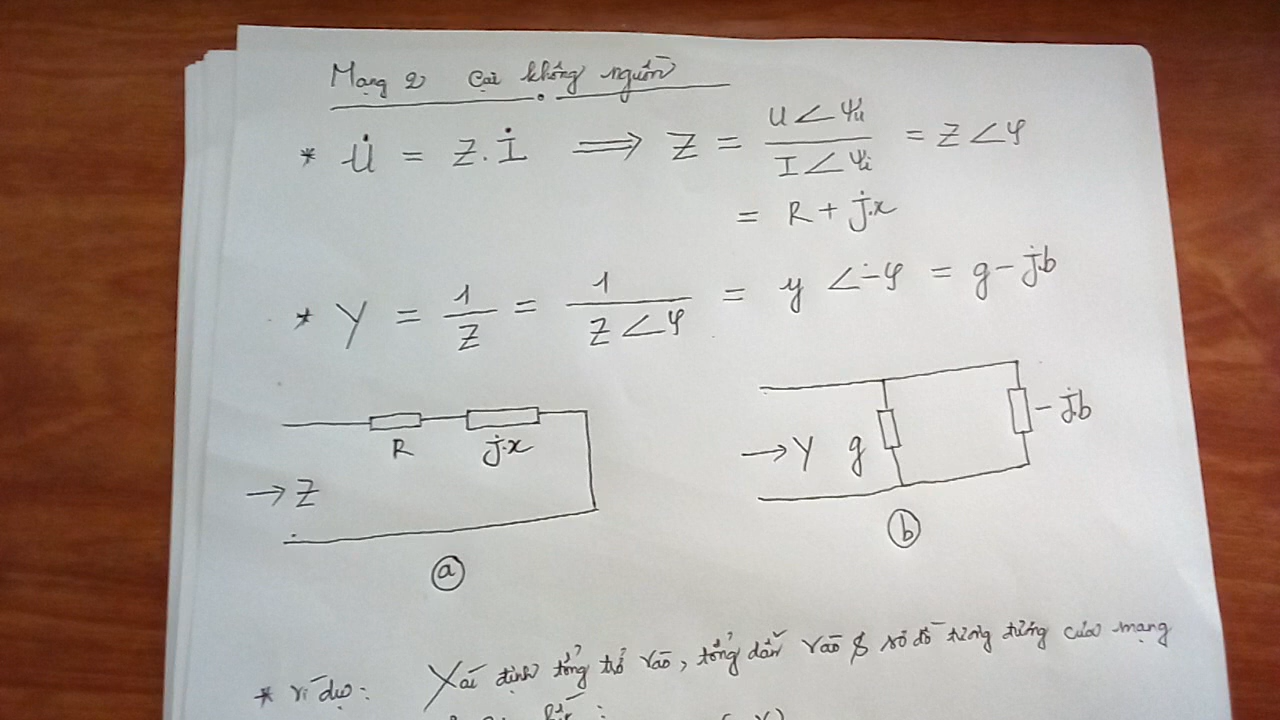 Mạng 2 cực không nguồn
* U̇ = Z.İ ⟹ Z = U∠Ψu / I∠Ψi = Z∠φ
= R + j.x
* Y = 1/Z = 1/Z∠φ = y ∠-φ = g - jb
R j.x
→ Z
→ Y g -jb
a
b
* Ví dụ: Xác định tổng trở vào, tổng dẫn vào & sơ đồ tương đương của mạng